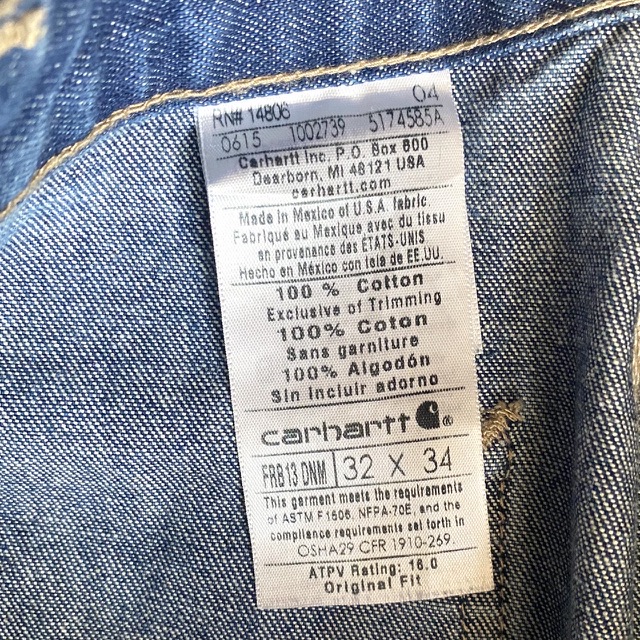 RN# 14806 04
0615 1002739 5174585A
Carhartt Inc. P.O. Box 600
Dearborn, MI 48121 USA
carhartt.com
Made in Mexico of U.S.A. fabric
Fabriqué au Mexique avec du tissu
en provenance des ÉTATS-UNIS
Hecho en México con tela de EE.UU.
100 % Cotton
Exclusive of Trimming
100% Coton
Sans garniture
100% Algodón
Sin incluir adorno
carhartt ®
FRB13 DNM 32 X 34
This garment meets the requirements
of ASTM F1506, NFPA-70E, and the
compliance requirements set forth in
OSHA29 CFR 1910-269.
ATPV Rating: 16.0
Original Fit